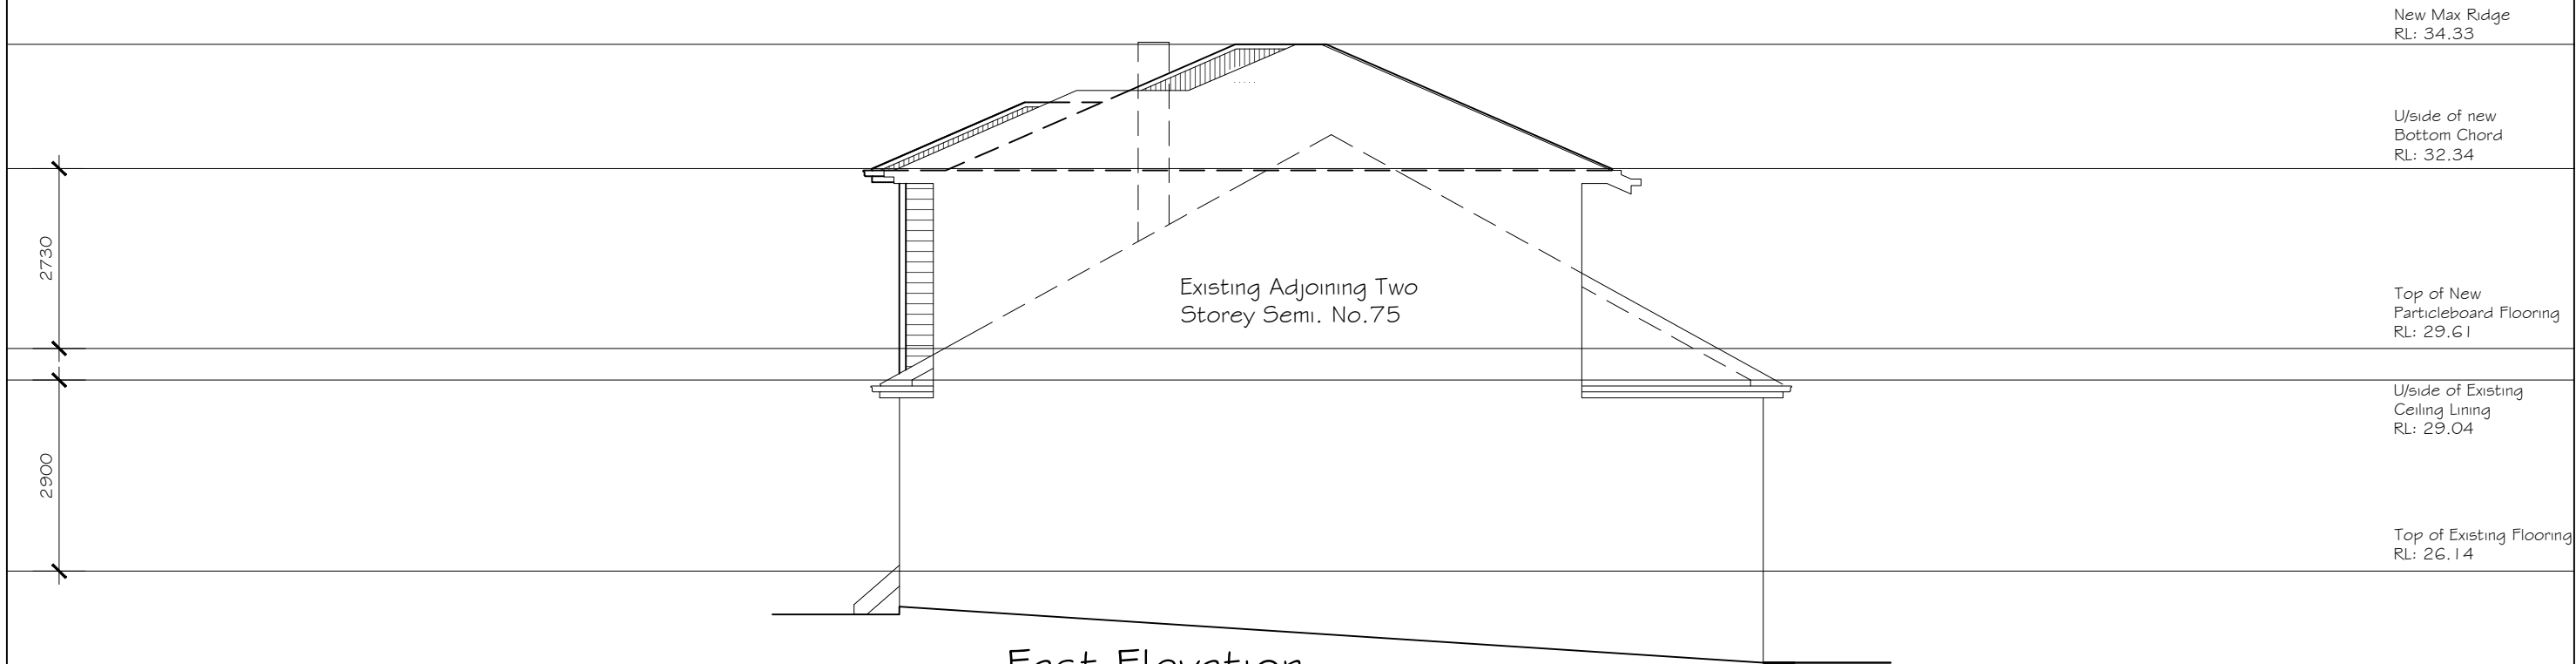 New Max Ridge
RL: 34.33
U/side of new
Bottom Chord
RL: 32.34
2730
Existing Adjoining Two
Storey Semi. No.75
Top of New
Particleboard Flooring
RL: 29.61
U/side of Existing
Ceiling Lining
RL: 29.04
2900
Top of Existing Flooring
RL: 26.14
East Elevation